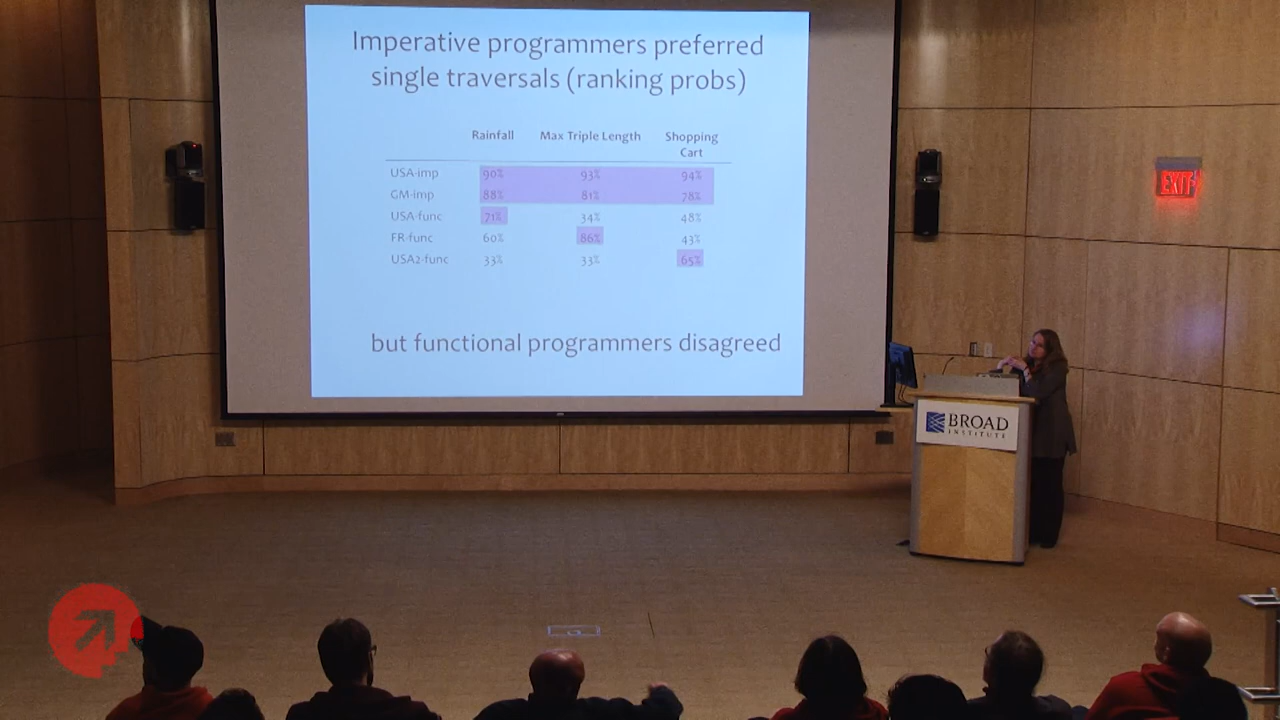 Imperative programmers preferred
single traversals (ranking probs)
Rainfall Max Triple Length Shopping
Cart
USA-imp 90% 93% 94%
GM-imp 88% 81% 78%
USA-func 71% 34% 48%
FR-func 60% 86% 43%
USA2-func 33% 33% 65%
but functional programmers disagreed
EXIT
BROAD
INSTITUTE